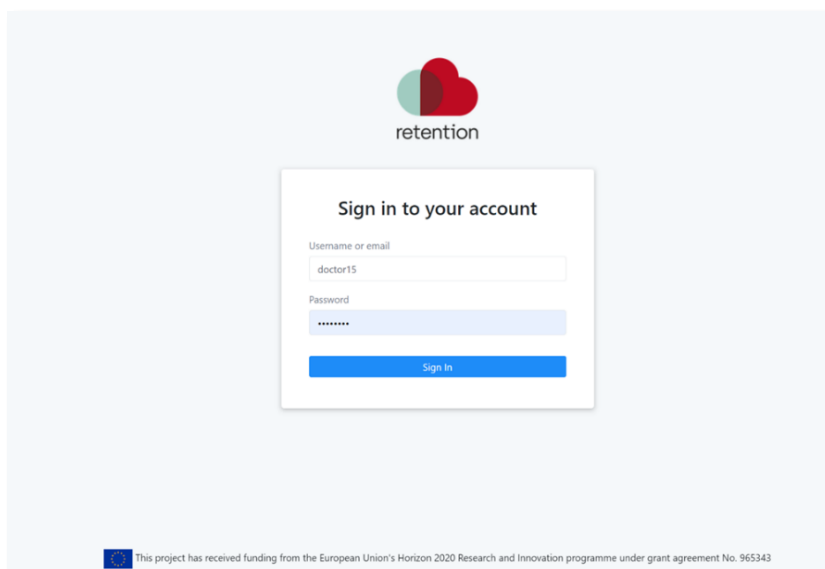 retention
Sign in to your account
Username or email
doctor15
Password
••••••••
Sign In
This project has received funding from the European Union's Horizon 2020 Research and Innovation programme under grant agreement No. 965343